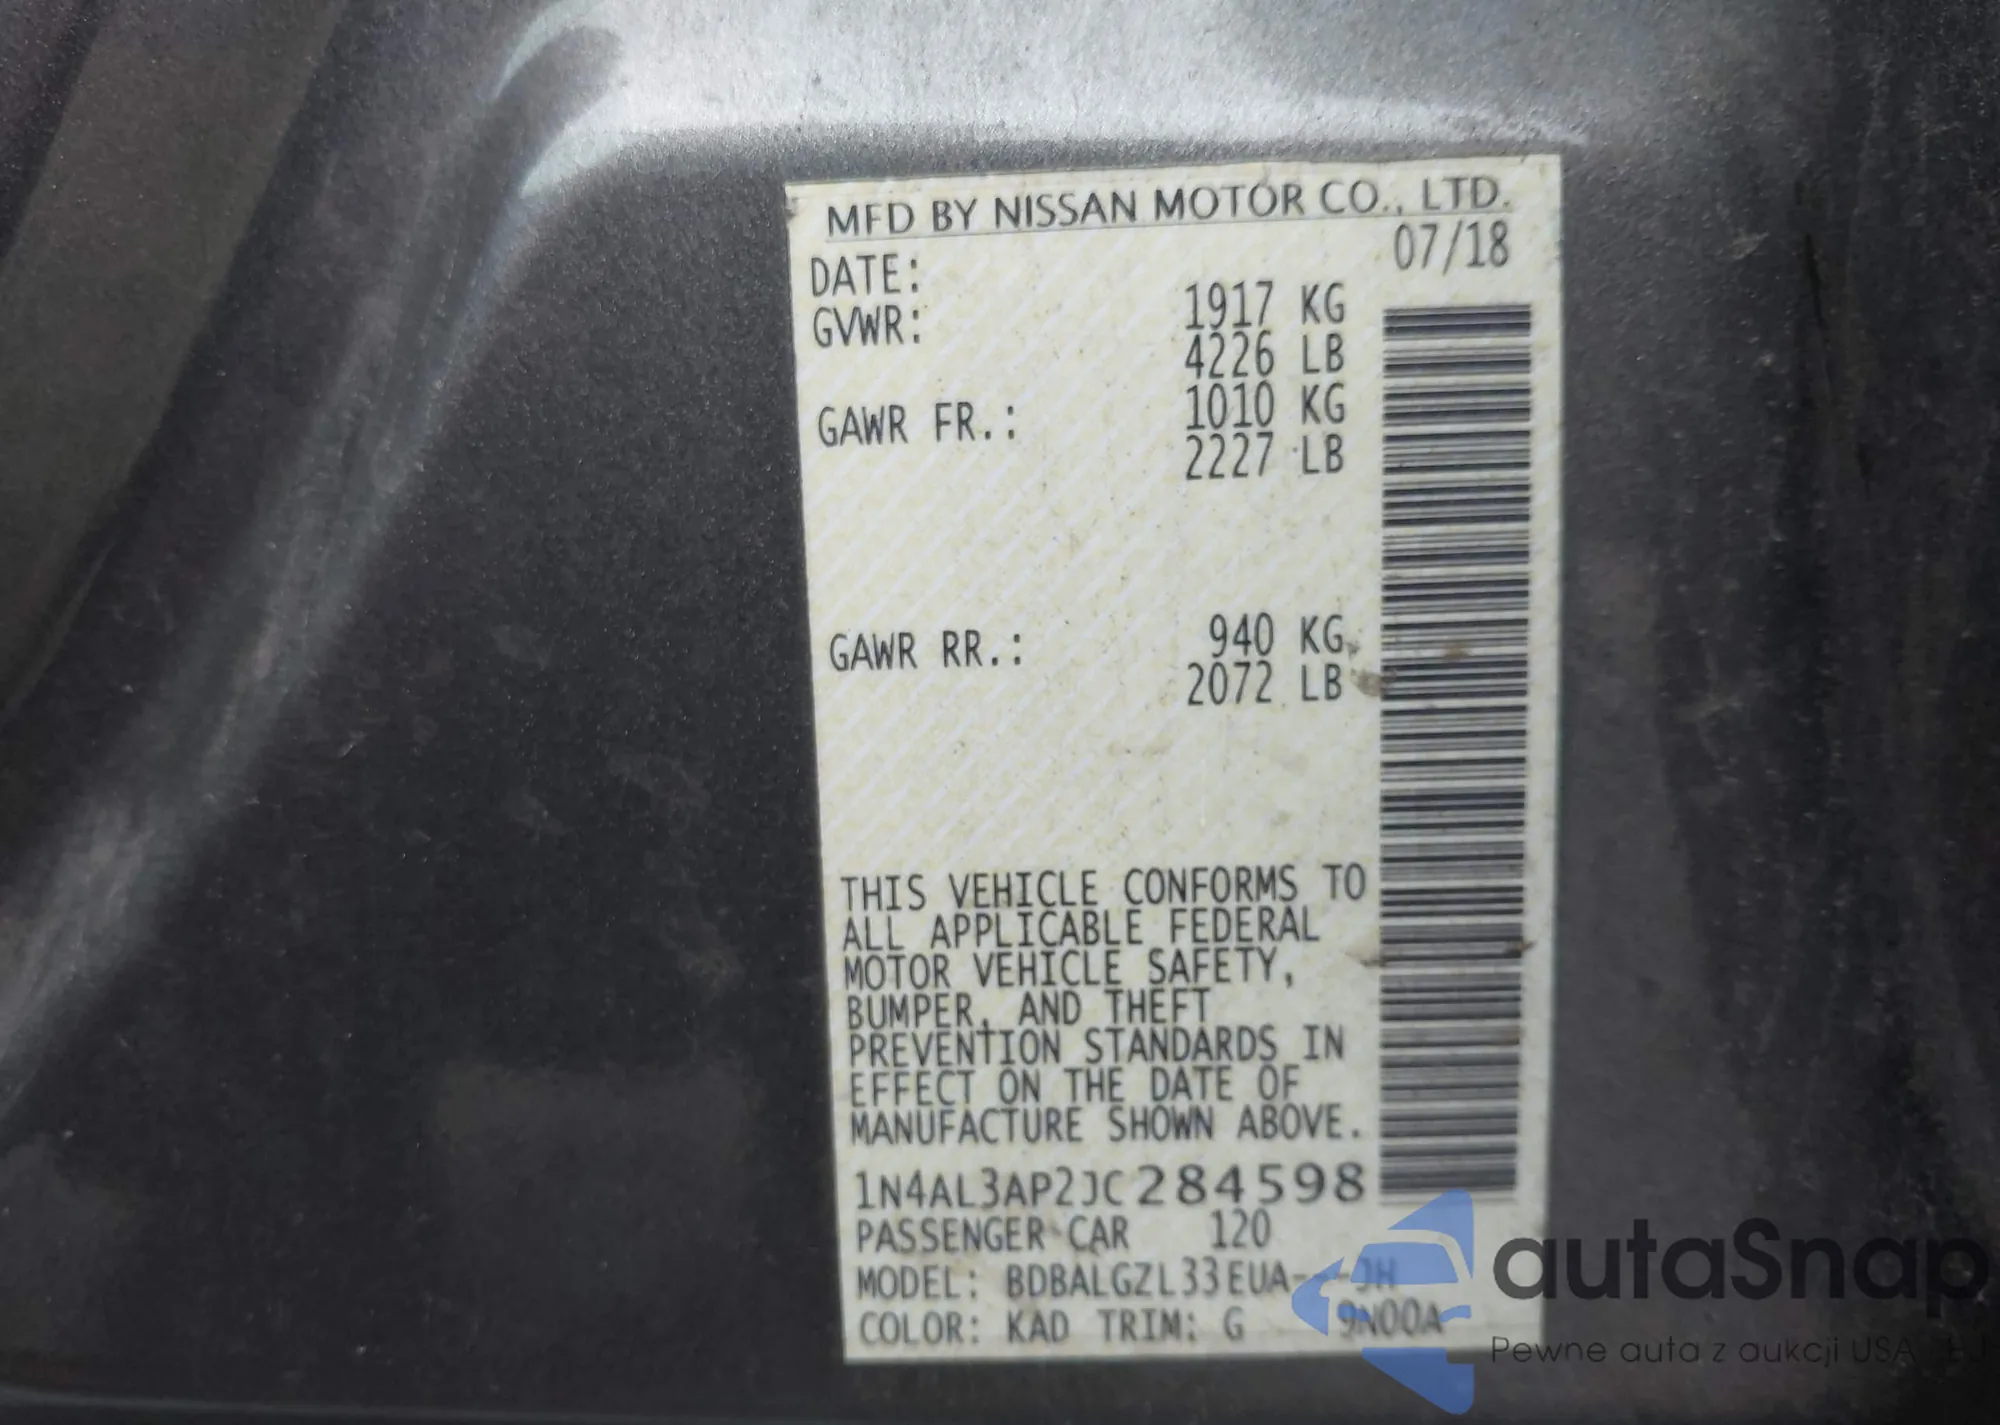 MFD BY NISSAN MOTOR CO., LTD.
DATE: 07/18
GVWR: 1917 KG
4226 LB
GAWR FR.: 1010 KG
2227 LB
GAWR RR.: 940 KG
2072 LB
THIS VEHICLE CONFORMS TO
ALL APPLICABLE FEDERAL
MOTOR VEHICLE SAFETY,
BUMPER, AND THEFT
PREVENTION STANDARDS IN
EFFECT ON THE DATE OF
MANUFACTURE SHOWN ABOVE.
1N4AL3AP2JC284598
PASSENGER CAR 120
MODEL: BDBALGZL33EUA---JH
COLOR: KAD TRIM: G 9N00A
autaSnap
Pewne auta z aukcji USA